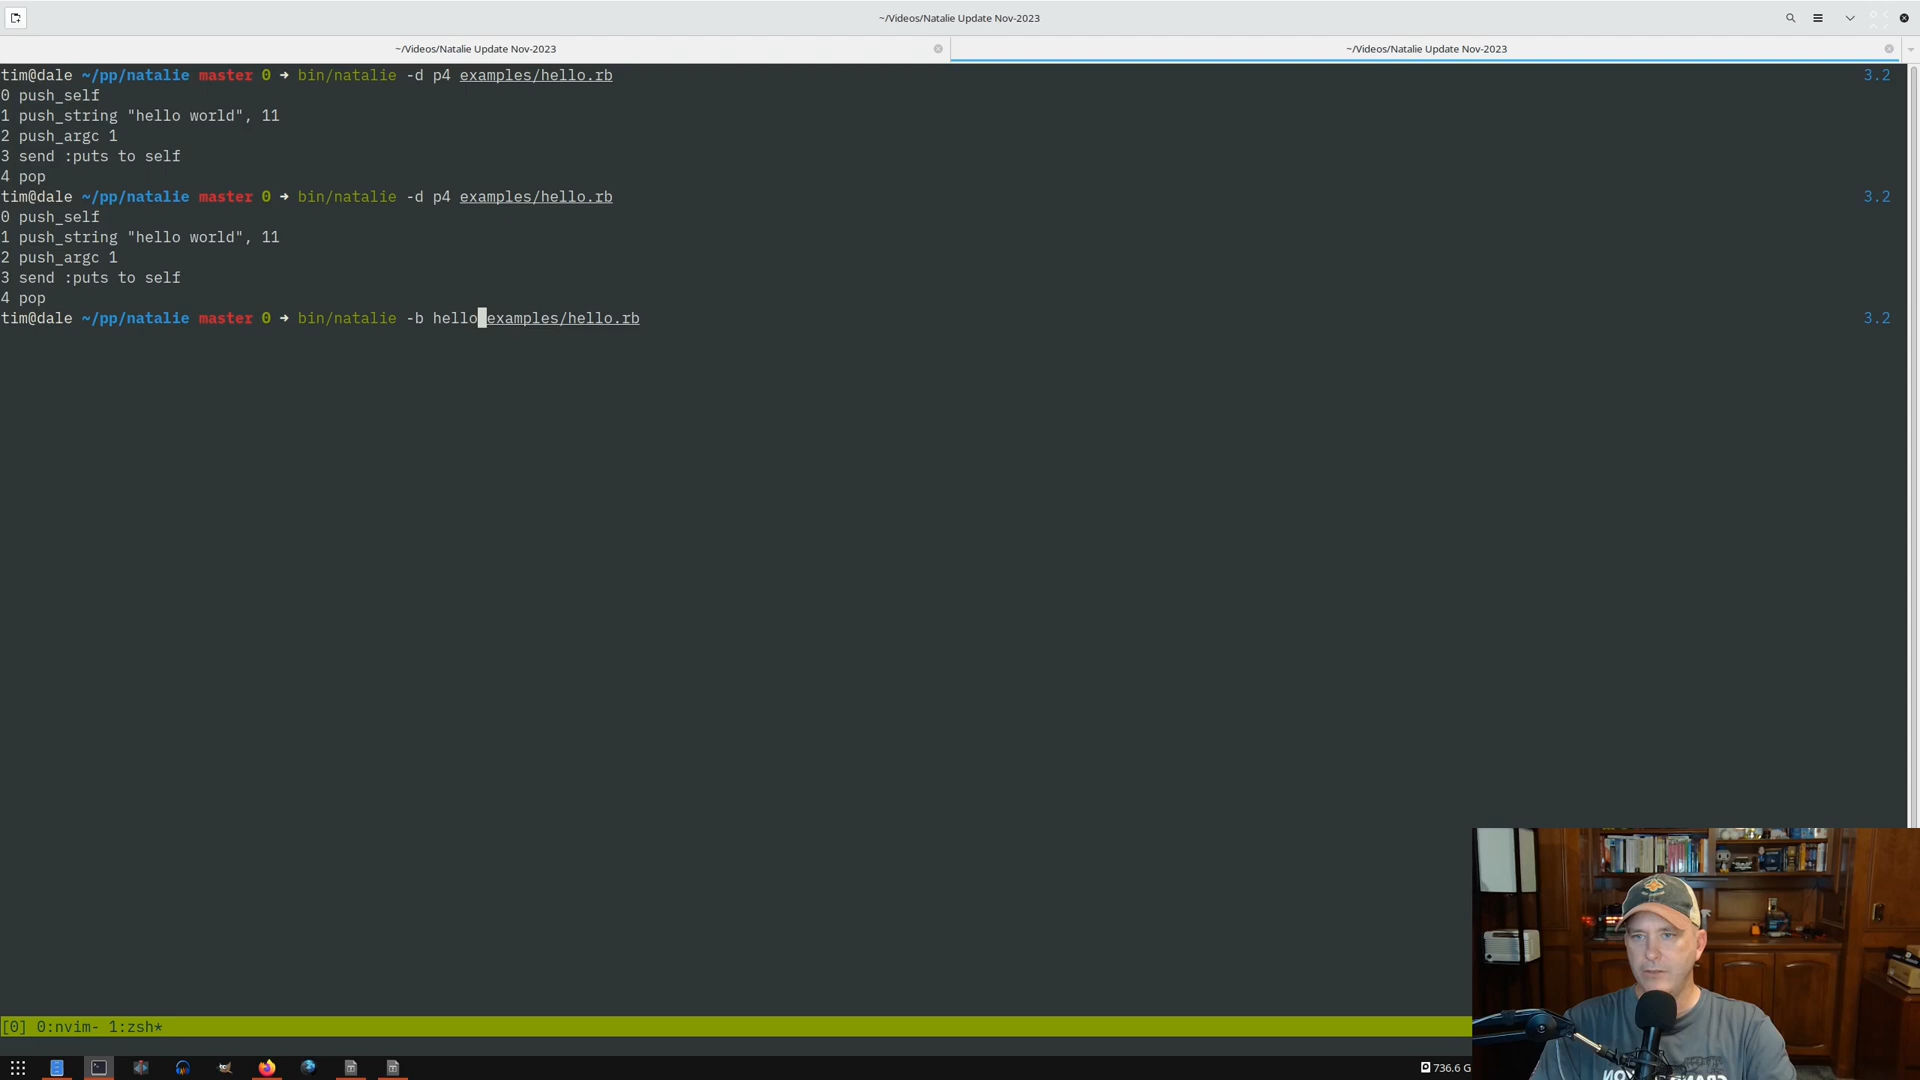 ~/Videos/Natalie Update Nov-2023
~/Videos/Natalie Update Nov-2023
~/Videos/Natalie Update Nov-2023
tim@dale ~/pp/natalie master 0 → bin/natalie -d p4 examples/hello.rb 3.2
0 push_self
1 push_string "hello world", 11
2 push_argc 1
3 send :puts to self
4 pop
tim@dale ~/pp/natalie master 0 → bin/natalie -d p4 examples/hello.rb 3.2
0 push_self
1 push_string "hello world", 11
2 push_argc 1
3 send :puts to self
4 pop
tim@dale ~/pp/natalie master 0 → bin/natalie -b hello examples/hello.rb 3.2
[0] 0:nvim- 1:zsh*
736.6 G